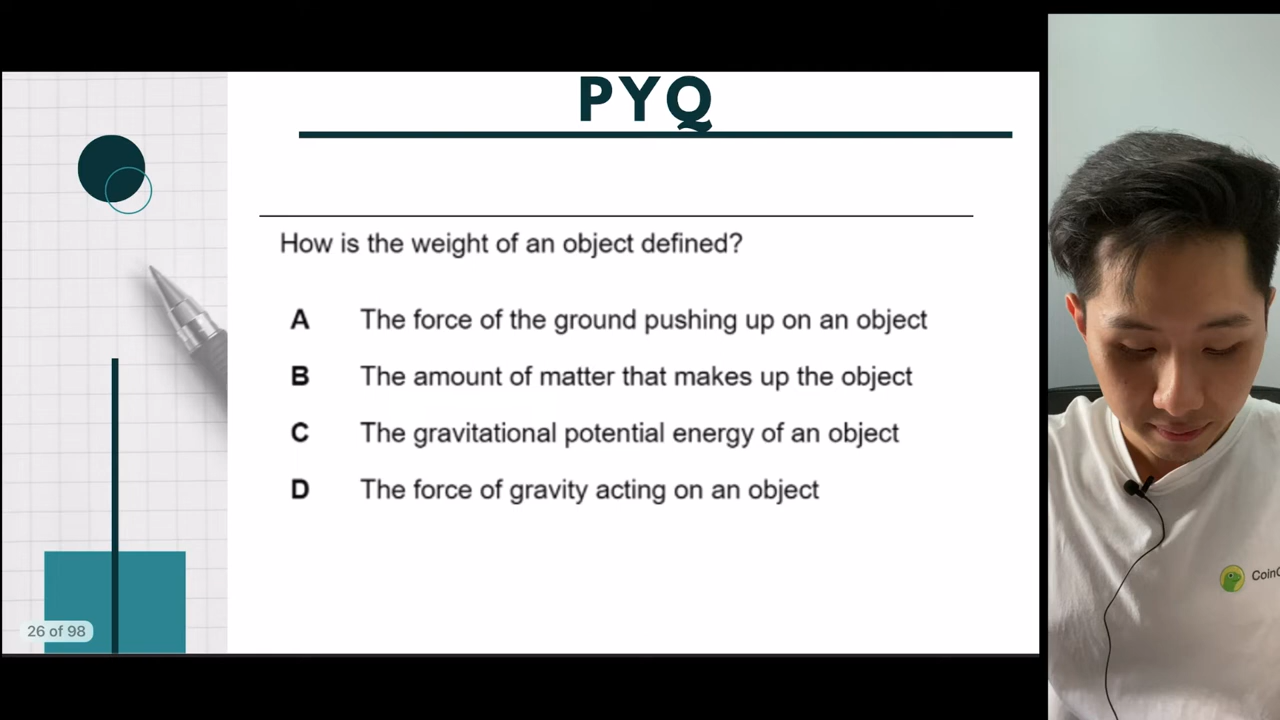 PYQ
How is the weight of an object defined?
A The force of the ground pushing up on an object
B The amount of matter that makes up the object
C The gravitational potential energy of an object
D The force of gravity acting on an object
26 of 98